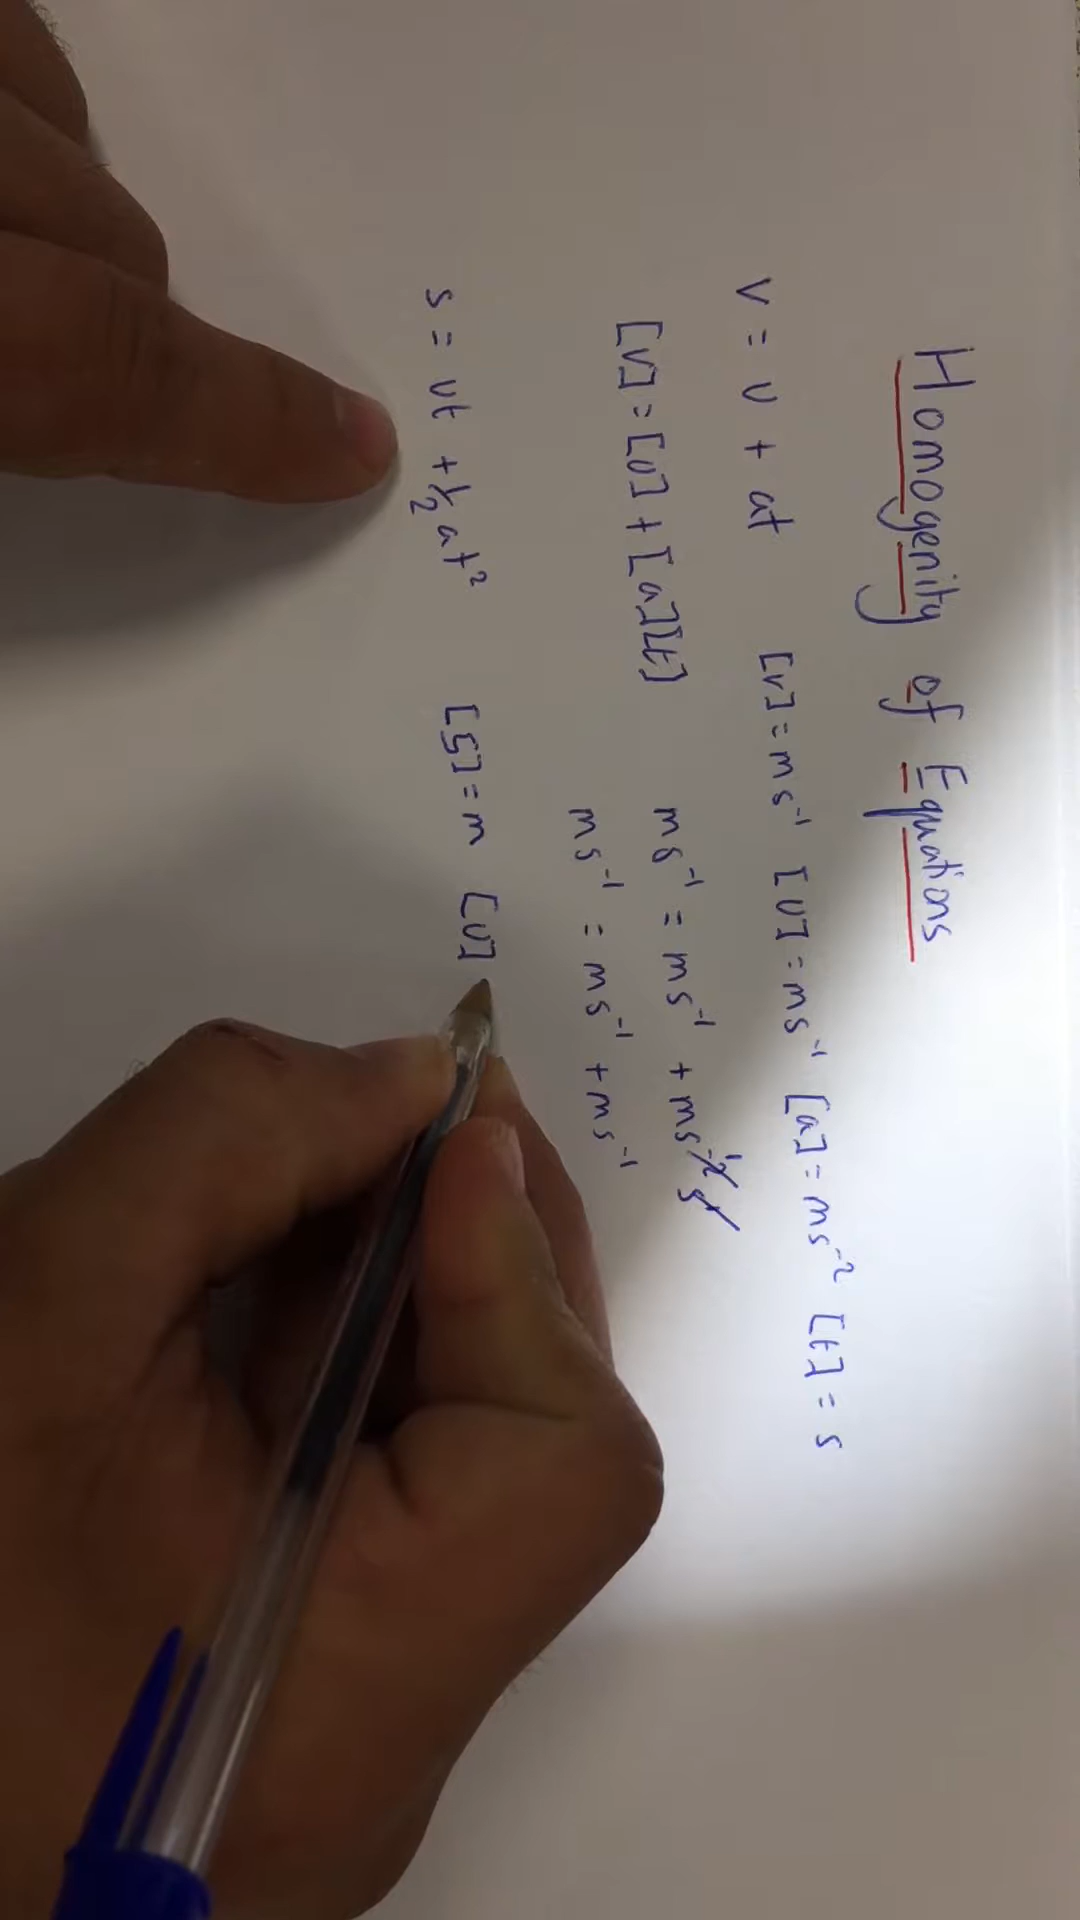 Homogenity of Equations
v = u + at [v] = ms⁻¹ [u] = ms⁻¹ [a] = ms⁻² [t] = s
[v] = [u] + [a][t] ms⁻¹ = ms⁻¹ + ms⁻² s
ms⁻¹ = ms⁻¹ + ms⁻¹
s = ut + ½at² [s] = m [u]